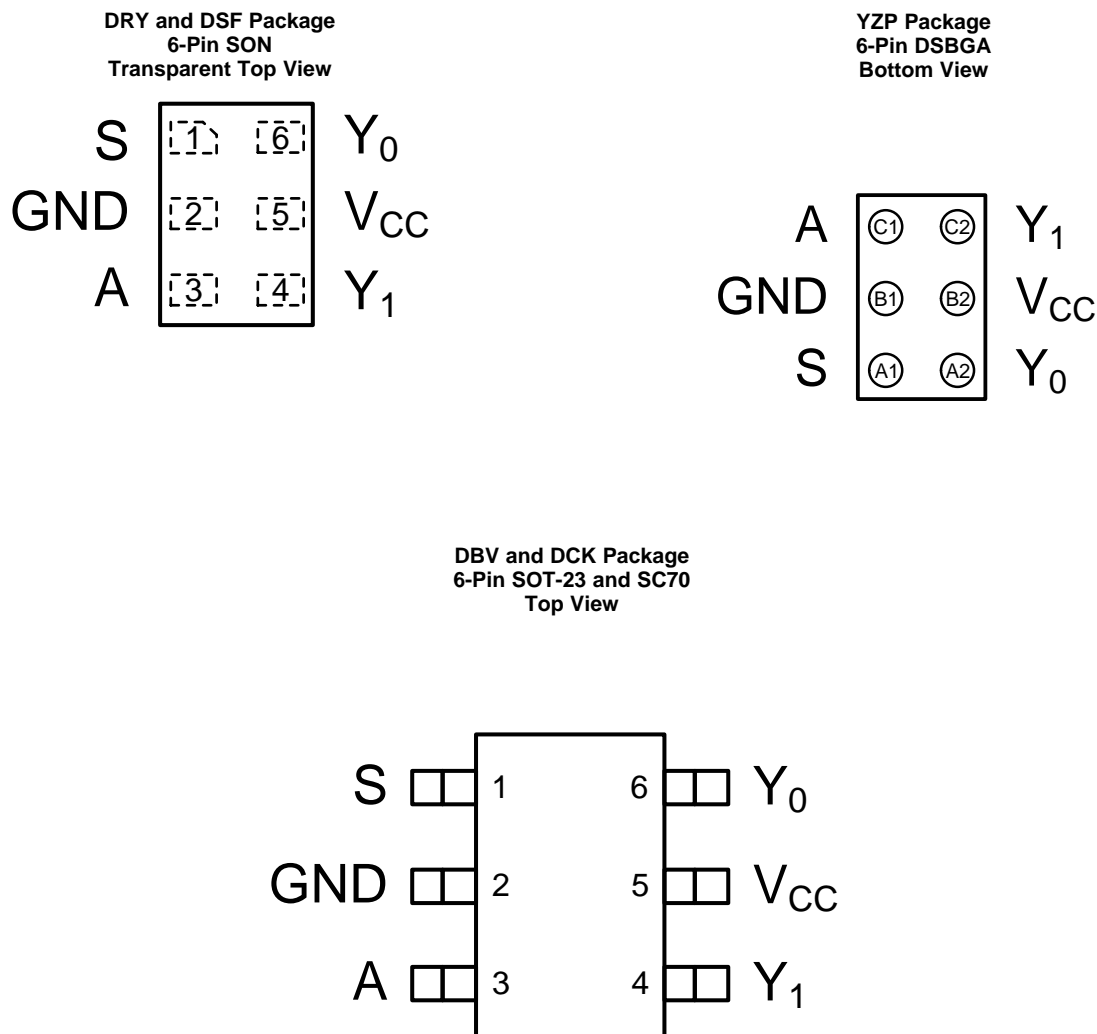 DRY and DSF Package
6-Pin SON
Transparent Top View
S 1 6 Y0
GND 2 5 VCC
A 3 4 Y1
YZP Package
6-Pin DSBGA
Bottom View
A C1 C2 Y1
GND B1 B2 VCC
S A1 A2 Y0
DBV and DCK Package
6-Pin SOT-23 and SC70
Top View
S 1 6 Y0
GND 2 5 VCC
A 3 4 Y1